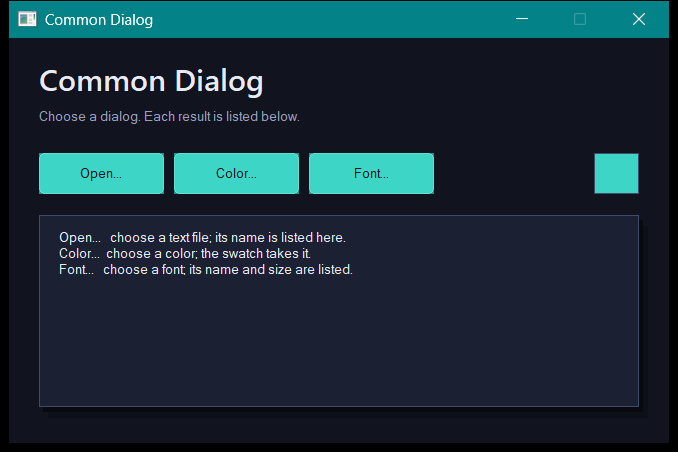 Common Dialog
Common Dialog
Choose a dialog. Each result is listed below.
Open... Color... Font...
Open... choose a text file; its name is listed here.
Color... choose a color; the swatch takes it.
Font... choose a font; its name and size are listed.